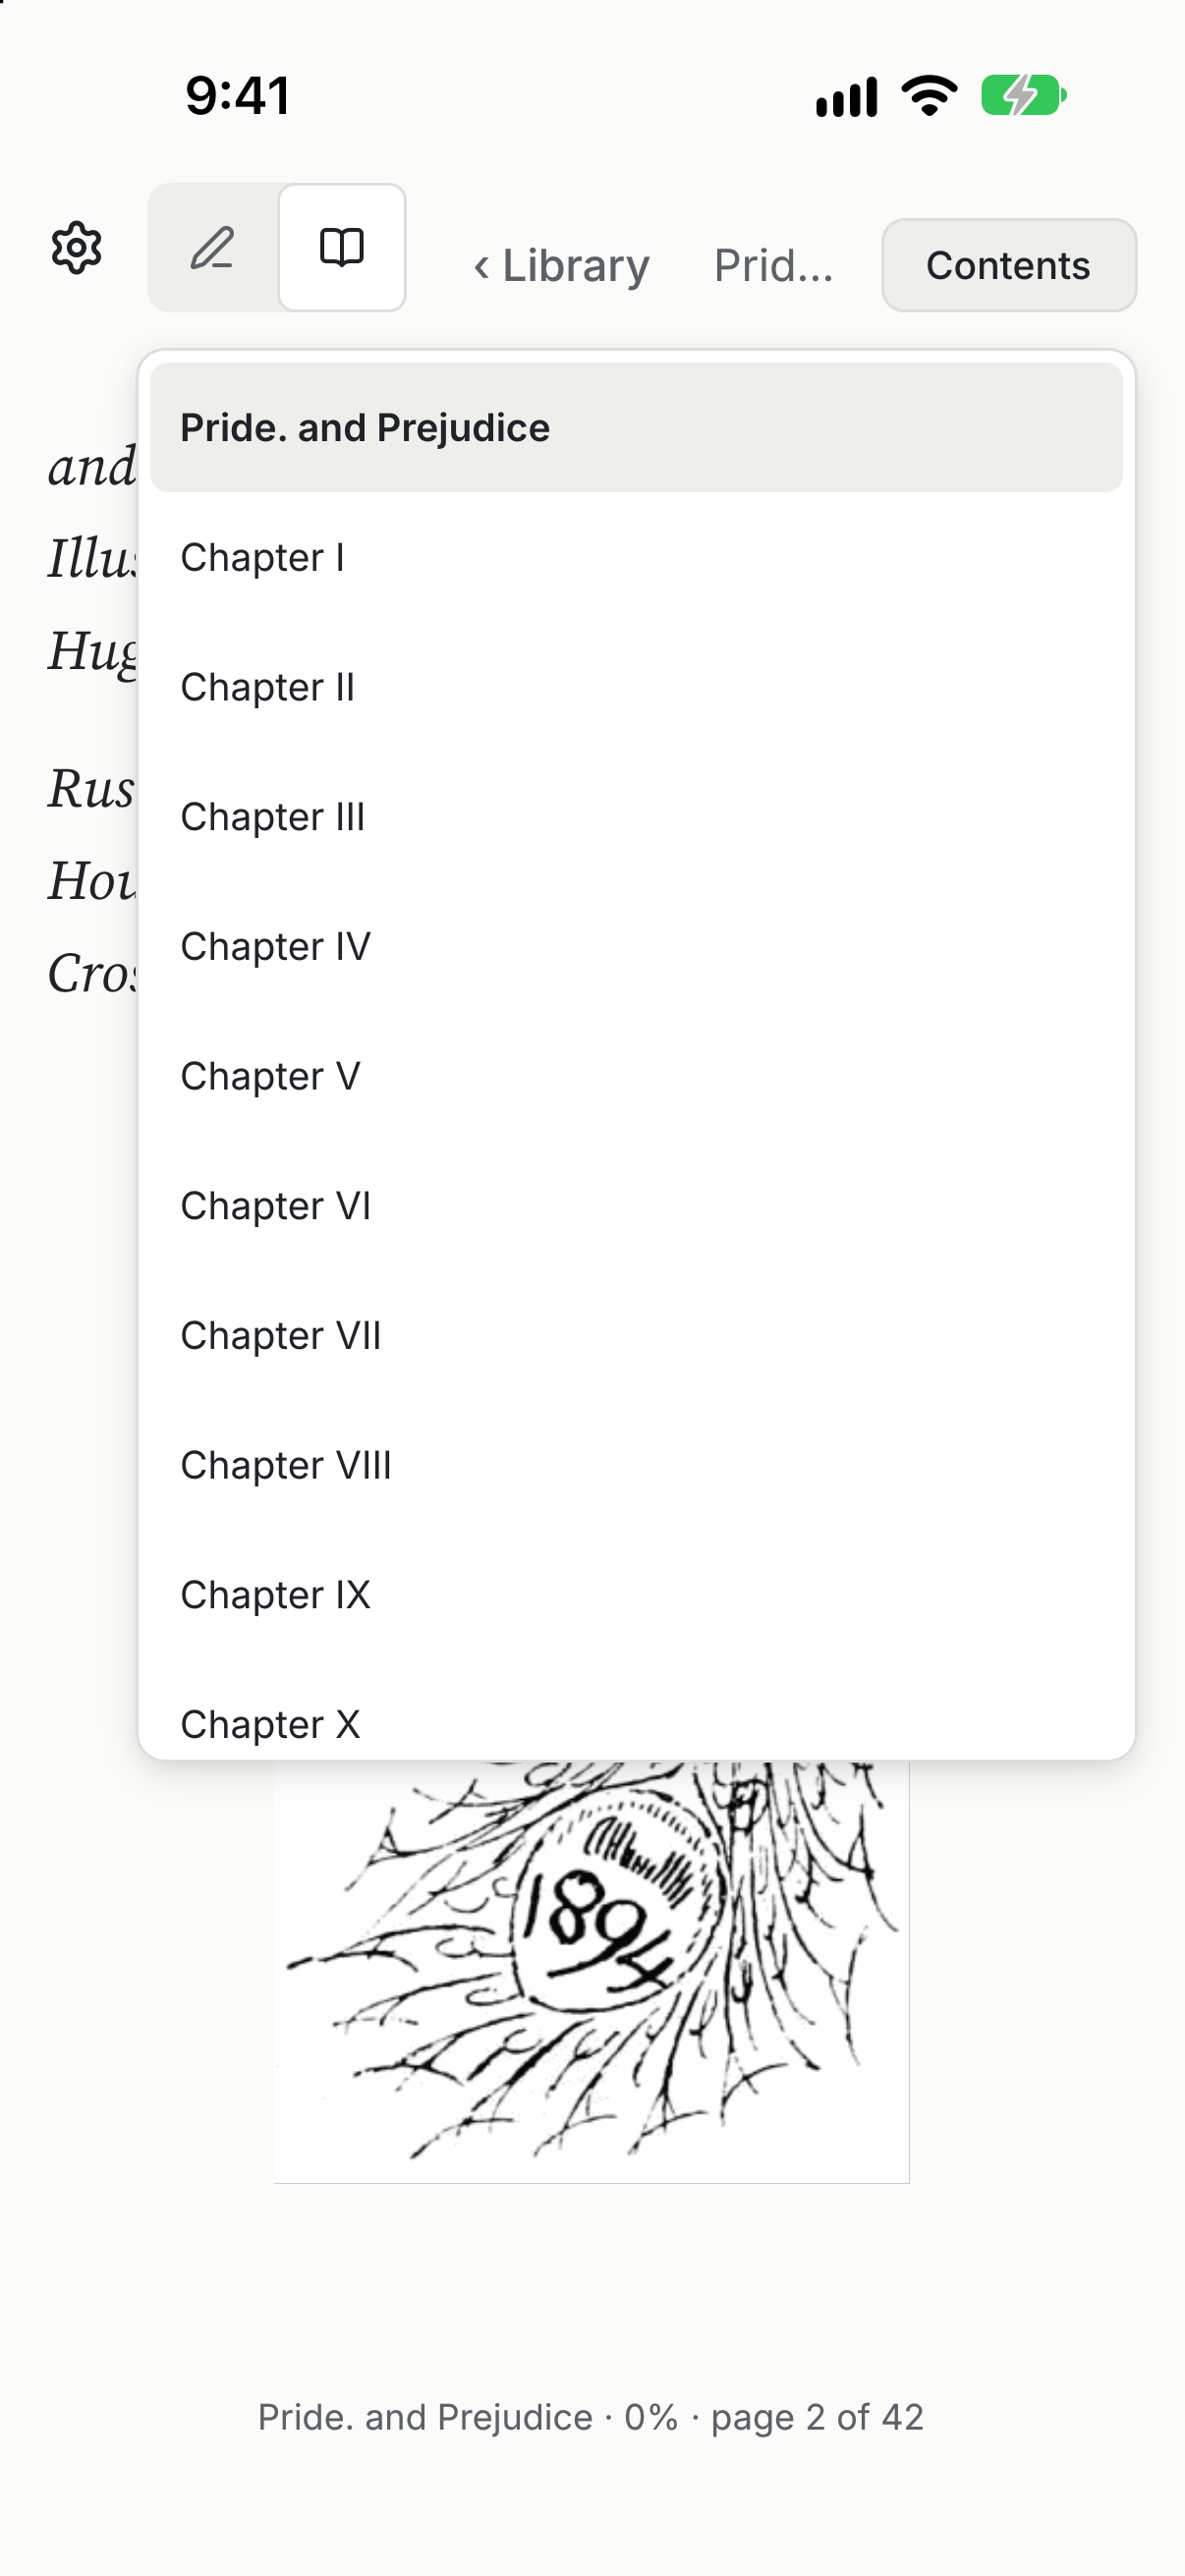 9:41
‹ Library Prid... Contents
Pride. and Prejudice
Chapter I
Chapter II
Chapter III
Chapter IV
Chapter V
Chapter VI
Chapter VII
Chapter VIII
Chapter IX
Chapter X
and
1894
Pride. and Prejudice · 0% · page 2 of 42